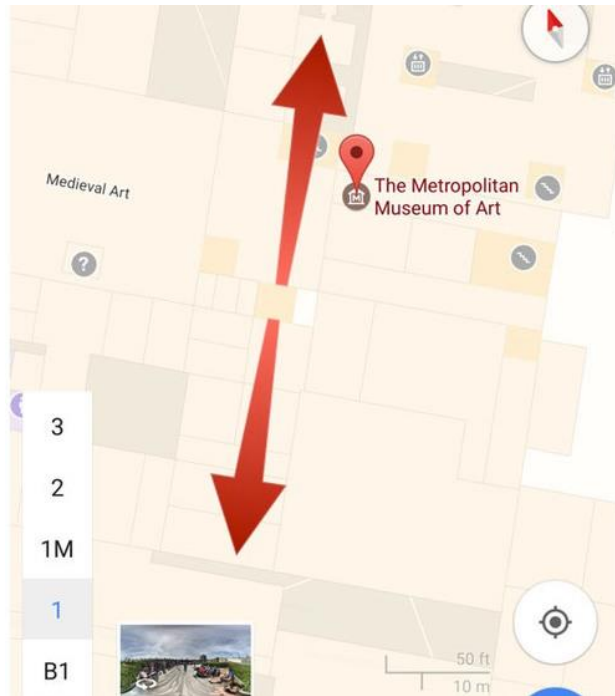 The Metropolitan
Museum of Art
Medieval Art
?
3
2
1M
1
B1
50 ft
10 m